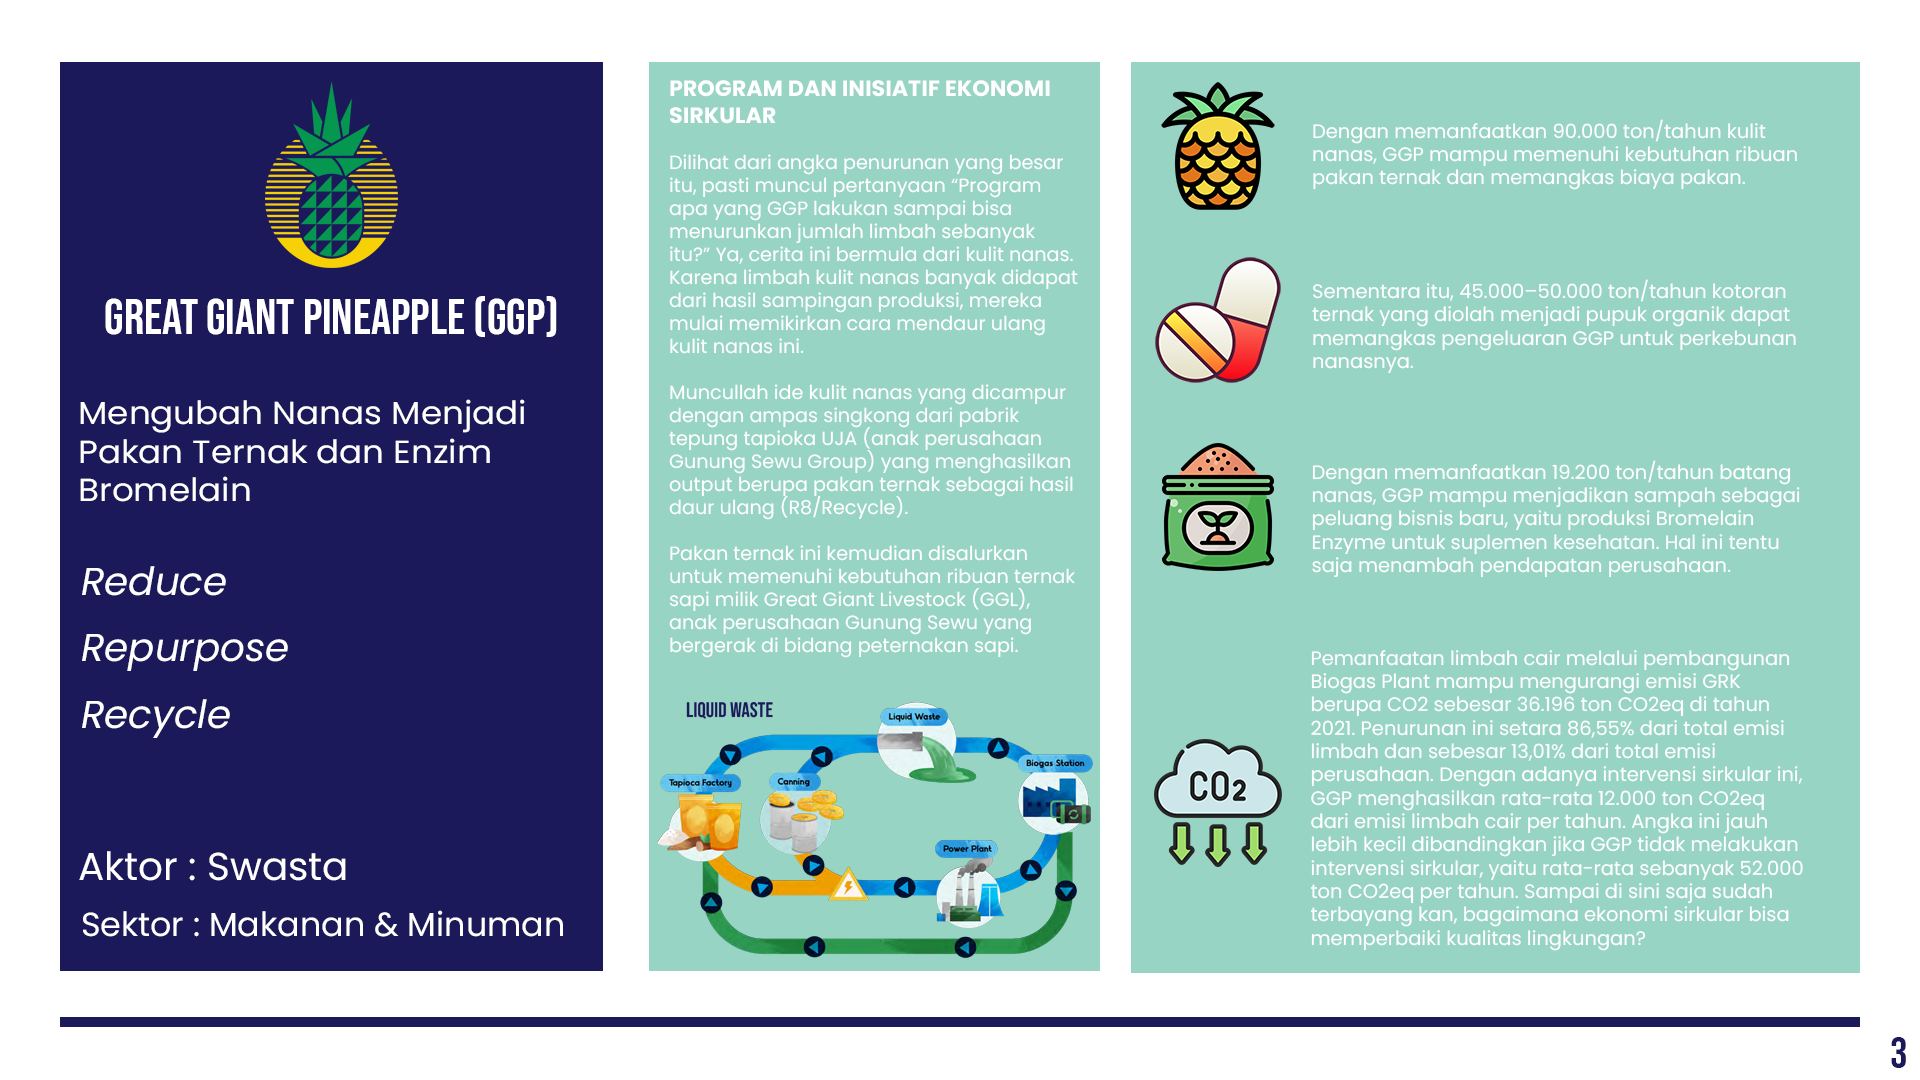 GREAT GIANT PINEAPPLE (GGP)
Mengubah Nanas Menjadi
Pakan Ternak dan Enzim
Bromelain
Reduce
Repurpose
Recycle
Aktor : Swasta
Sektor : Makanan & Minuman
PROGRAM DAN INISIATIF EKONOMI
SIRKULAR
Dilihat dari angka penurunan yang besar
itu, pasti muncul pertanyaan “Program
apa yang GGP lakukan sampai bisa
menurunkan jumlah limbah sebanyak
itu?” Ya, cerita ini bermula dari kulit nanas.
Karena limbah kulit nanas banyak didapat
dari hasil sampingan produksi, mereka
mulai memikirkan cara mendaur ulang
kulit nanas ini.
Muncullah ide kulit nanas yang dicampur
dengan ampas singkong dari pabrik
tepung tapioka UJA (anak perusahaan
Gunung Sewu Group) yang menghasilkan
output berupa pakan ternak sebagai hasil
daur ulang (R8/Recycle).
Pakan ternak ini kemudian disalurkan
untuk memenuhi kebutuhan ribuan ternak
sapi milik Great Giant Livestock (GGL),
anak perusahaan Gunung Sewu yang
bergerak di bidang peternakan sapi.
LIQUID WASTE
Liquid Waste
Biogas Station
Tapioca Factory
Canning
Power Plant
Dengan memanfaatkan 90.000 ton/tahun kulit
nanas, GGP mampu memenuhi kebutuhan ribuan
pakan ternak dan memangkas biaya pakan.
Sementara itu, 45.000–50.000 ton/tahun kotoran
ternak yang diolah menjadi pupuk organik dapat
memangkas pengeluaran GGP untuk perkebunan
nanasnya.
Dengan memanfaatkan 19.200 ton/tahun batang
nanas, GGP mampu menjadikan sampah sebagai
peluang bisnis baru, yaitu produksi Bromelain
Enzyme untuk suplemen kesehatan. Hal ini tentu
saja menambah pendapatan perusahaan.
CO2
Pemanfaatan limbah cair melalui pembangunan
Biogas Plant mampu mengurangi emisi GRK
berupa CO2 sebesar 36.196 ton CO2eq di tahun
2021. Penurunan ini setara 86,55% dari total emisi
limbah dan sebesar 13,01% dari total emisi
perusahaan. Dengan adanya intervensi sirkular ini,
GGP menghasilkan rata-rata 12.000 ton CO2eq
dari emisi limbah cair per tahun. Angka ini jauh
lebih kecil dibandingkan jika GGP tidak melakukan
intervensi sirkular, yaitu rata-rata sebanyak 52.000
ton CO2eq per tahun. Sampai di sini saja sudah
terbayang kan, bagaimana ekonomi sirkular bisa
memperbaiki kualitas lingkungan?
3